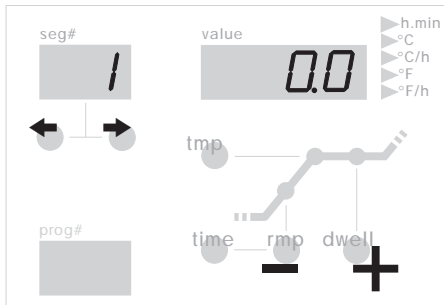 seg# value
1 0.0
h.min
°C
°C/h
°F
°F/h
tmp
prog#
time rmp dwell